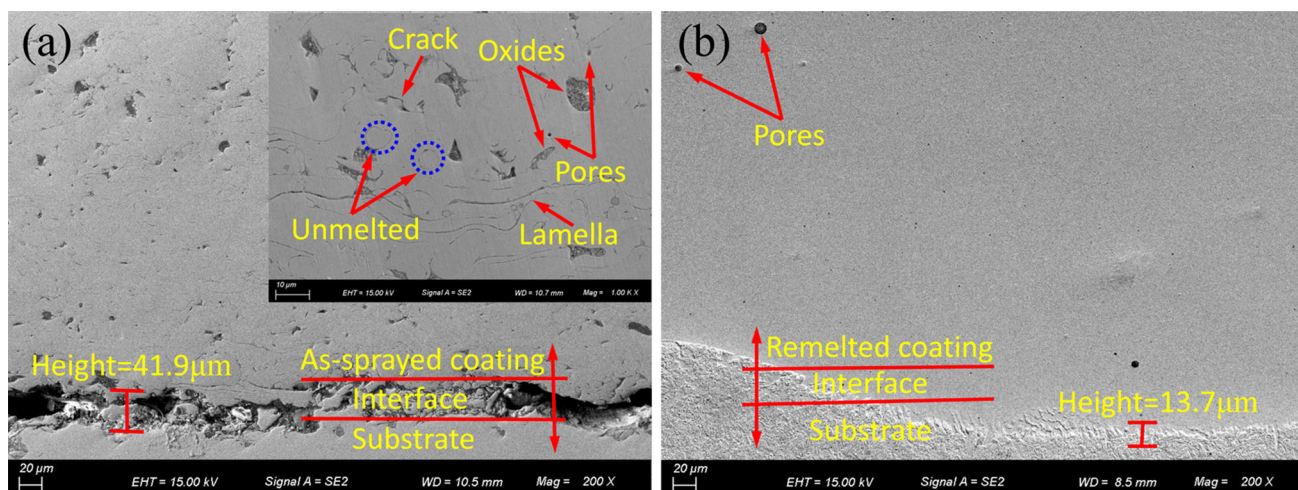 (a)
Crack
Oxides
Pores
Unmelted
Lamella
10 µm
EHT = 15.00 kV Signal A = SE2 WD = 10.7 mm Mag = 1.00 K X
Height=41.9µm
As-sprayed coating
Interface
Substrate
20 µm
EHT = 15.00 kV Signal A = SE2 WD = 10.5 mm Mag = 200 X
(b)
Pores
Remelted coating
Interface
Substrate
Height=13.7µm
20 µm
EHT = 15.00 kV Signal A = SE2 WD = 8.5 mm Mag = 200 X